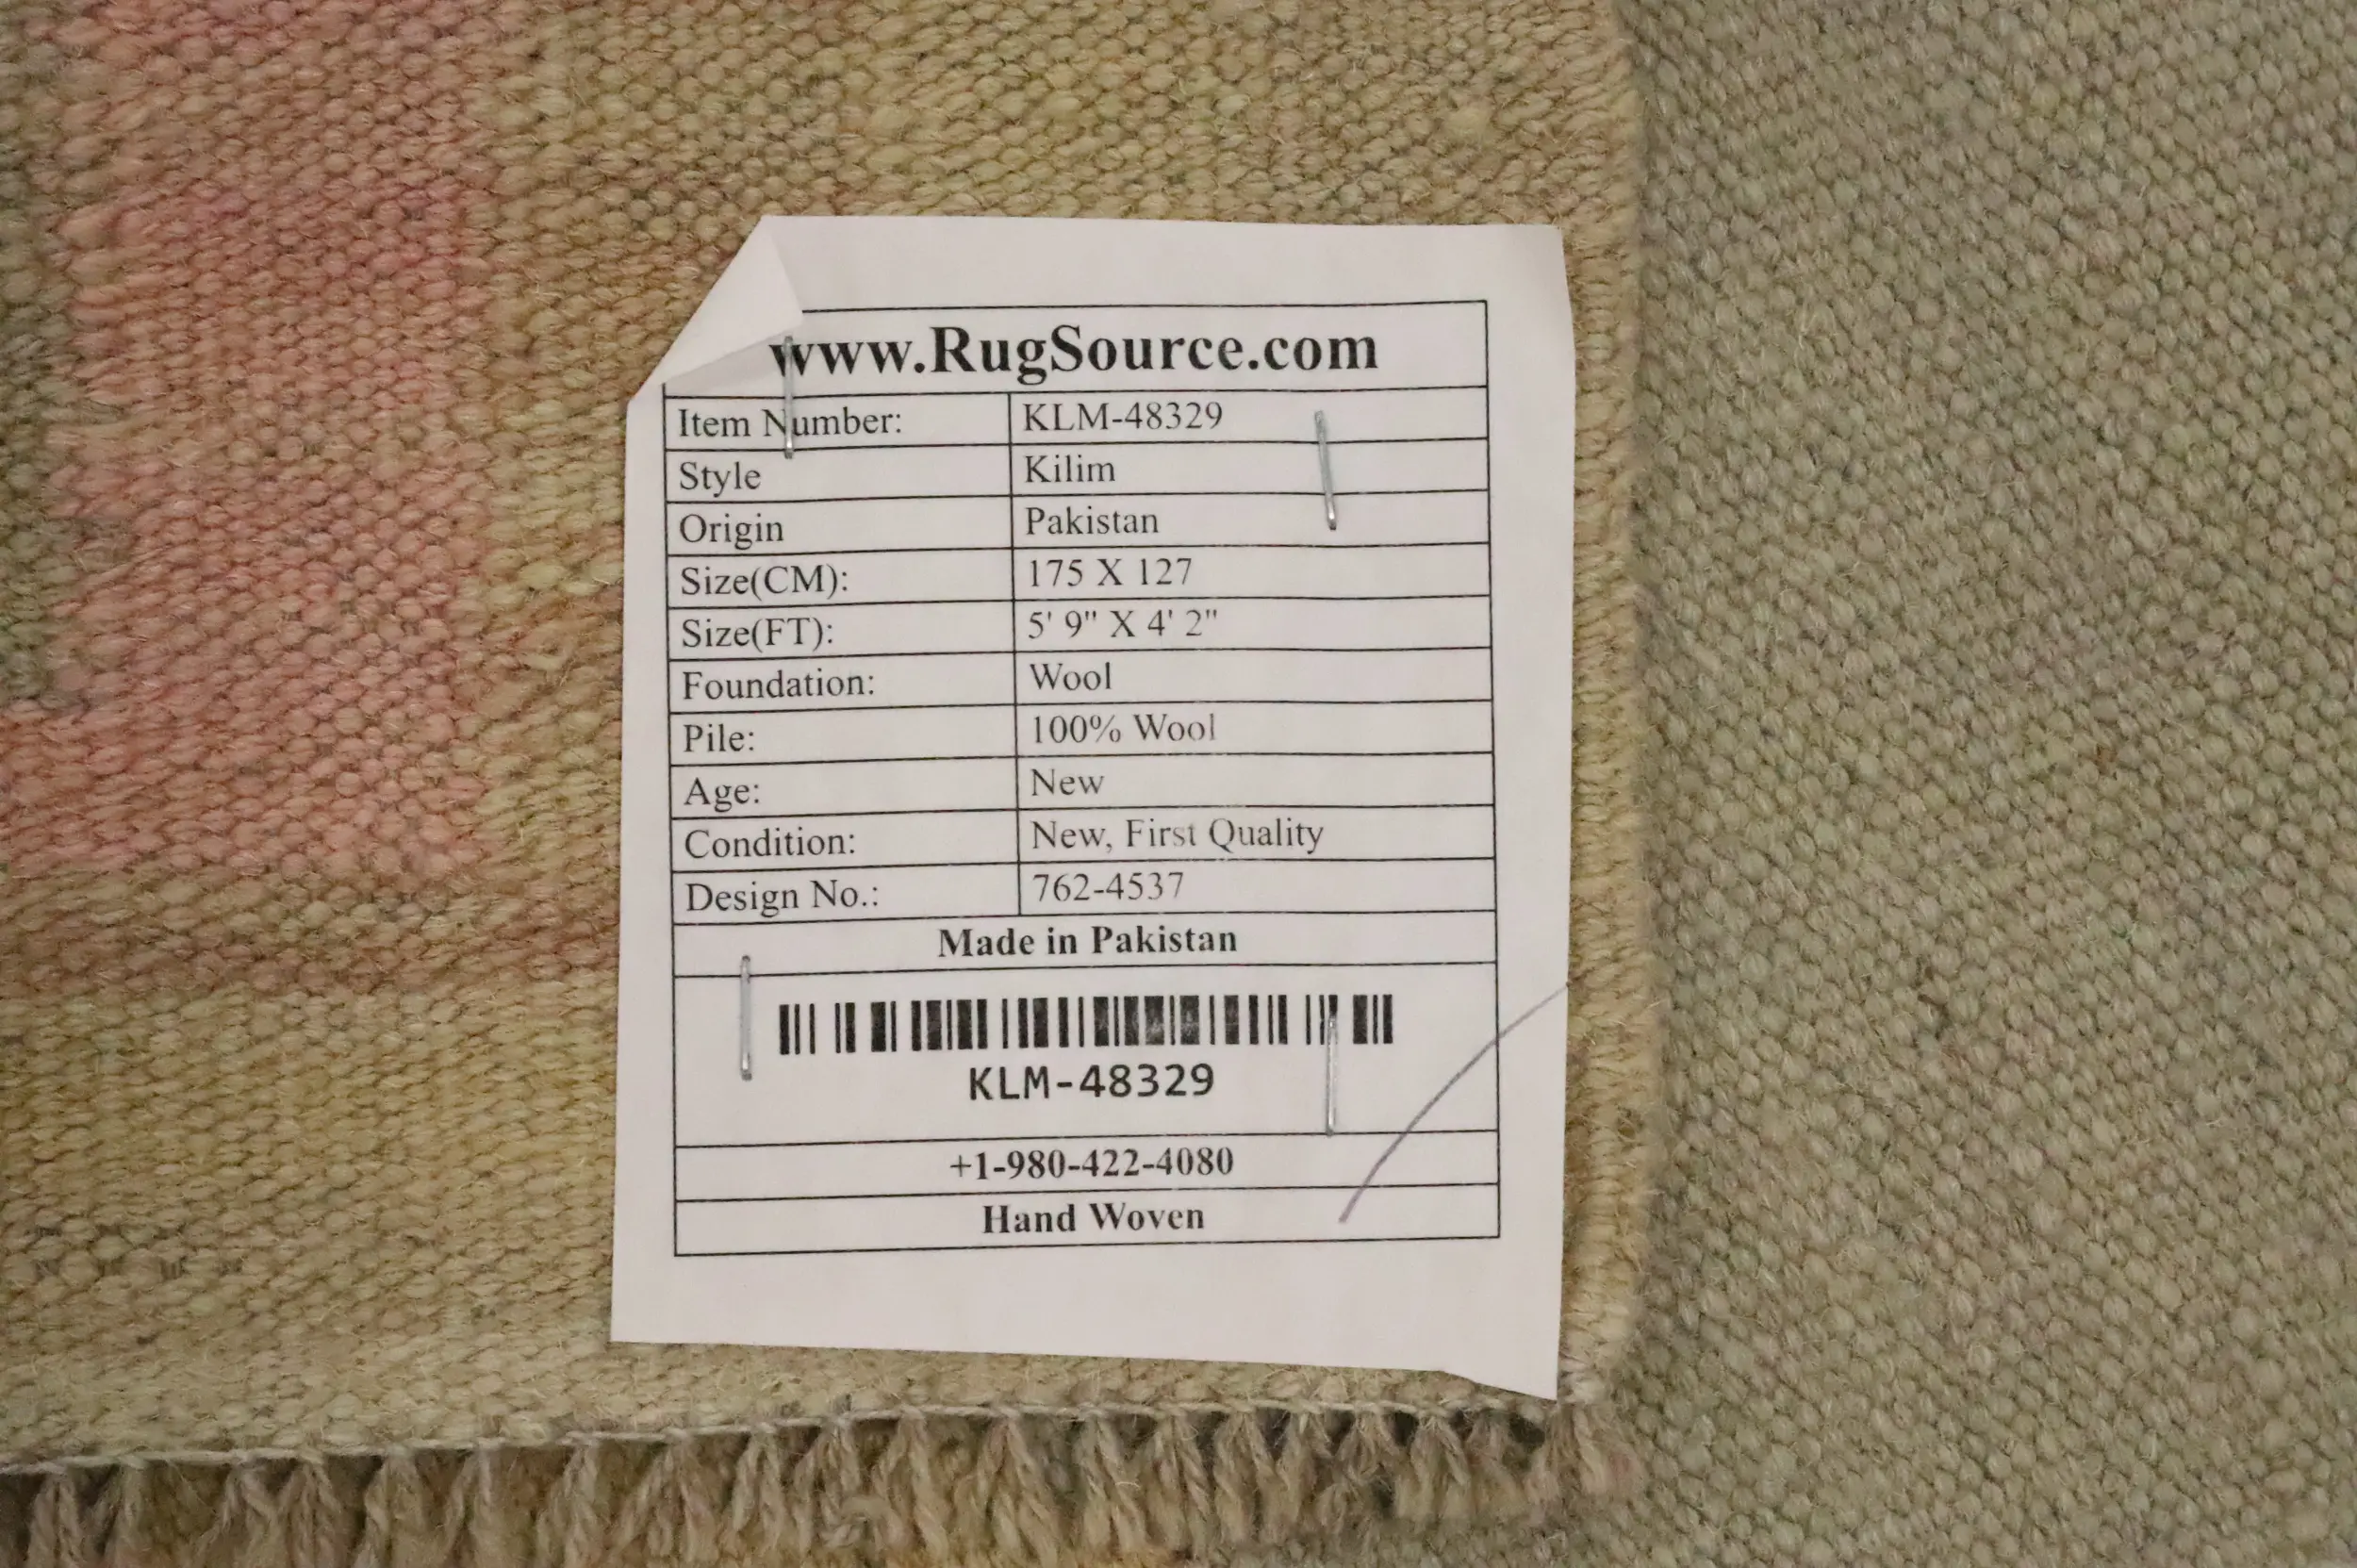 www.RugSource.com
Item Number: KLM-48329
Style Kilim
Origin Pakistan
Size(CM): 175 X 127
Size(FT): 5' 9" X 4' 2"
Foundation: Wool
Pile: 100% Wool
Age: New
Condition: New, First Quality
Design No.: 762-4537
Made in Pakistan
KLM-48329
+1-980-422-4080
Hand Woven